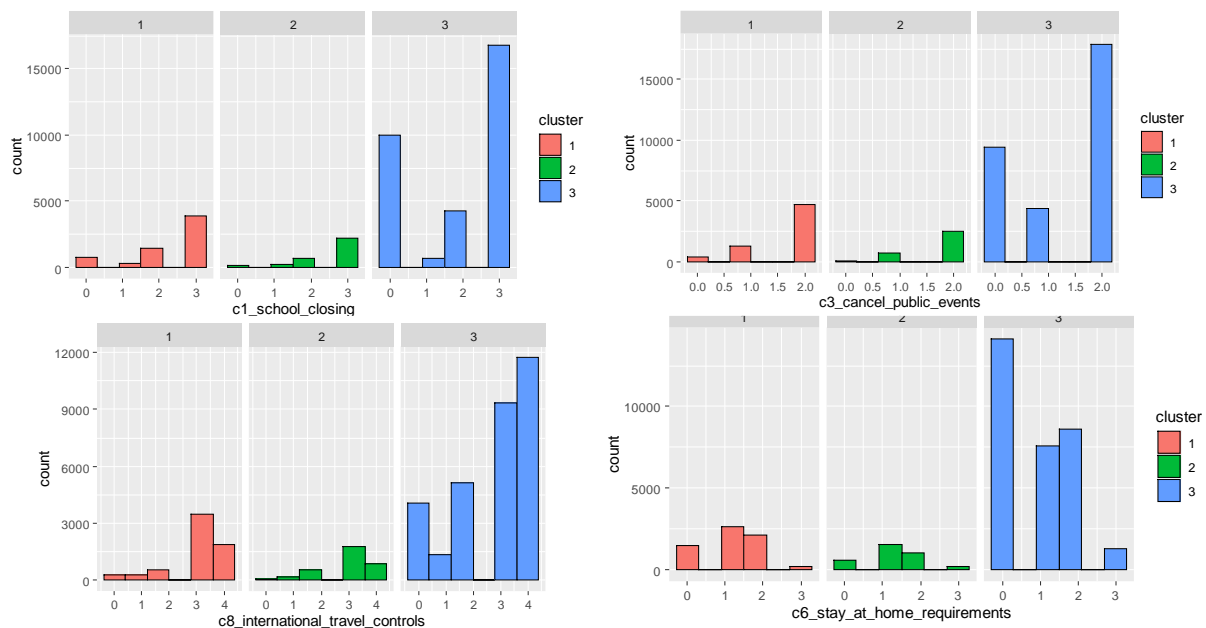 1 2 3
15000
10000
5000
0
count
0 1 2 3 0 1 2 3 0 1 2 3
c1_school_closing
cluster
1
2
3
1 2 3
15000
10000
5000
0
count
0.0 0.5 1.0 1.5 2.0 0.0 0.5 1.0 1.5 2.0 0.0 0.5 1.0 1.5 2.0
c3_cancel_public_events
cluster
1
2
3
1 2 3
12000
9000
6000
3000
0
count
0 1 2 3 4 0 1 2 3 4 0 1 2 3 4
c8_international_travel_controls
1 2 3
10000
5000
0
count
0 1 2 3 0 1 2 3 0 1 2 3
c6_stay_at_home_requirements
cluster
1
2
3